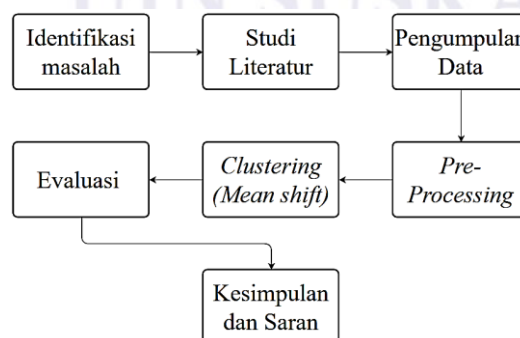 Identifikasi
masalah
Studi
Literatur
Pengumpulan
Data
Pre-
Processing
Clustering
(Mean shift)
Evaluasi
Kesimpulan
dan Saran